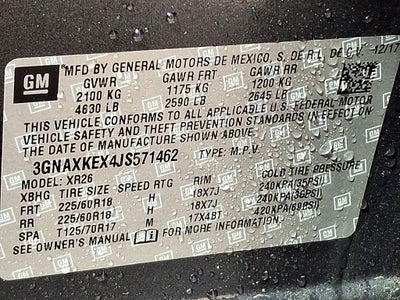 GM
MFD BY GENERAL MOTORS DE MEXICO, S. DE R.L. DE C.V. 12/17
GVWR GAWR FRT GAWR RR
2100 KG 1175 KG 1200 KG
4630 LB 2590 LB 2645 LB
THIS VEHICLE CONFORMS TO ALL APPLICABLE U.S. FEDERAL MOTOR
VEHICLE SAFETY AND THEFT PREVENTION STANDARDS IN EFFECT ON
THE DATE OF MANUFACTURE SHOWN ABOVE.
3GNAXKEX4JS571462 TYPE: M.P.V.
MODEL: XR26
XBHG TIRE SIZE SPEED RTG RIM COLD TIRE PRESSURE
FRT 225/60R18 H 18X7J 240KPA(35PSI)
RR 225/60R18 H 18X7J 240KPA(35PSI)
SPA T125/70R17 M 17X4BT 420KPA(60PSI)
SEE OWNER'S MANUAL FOR MORE INFORMATION